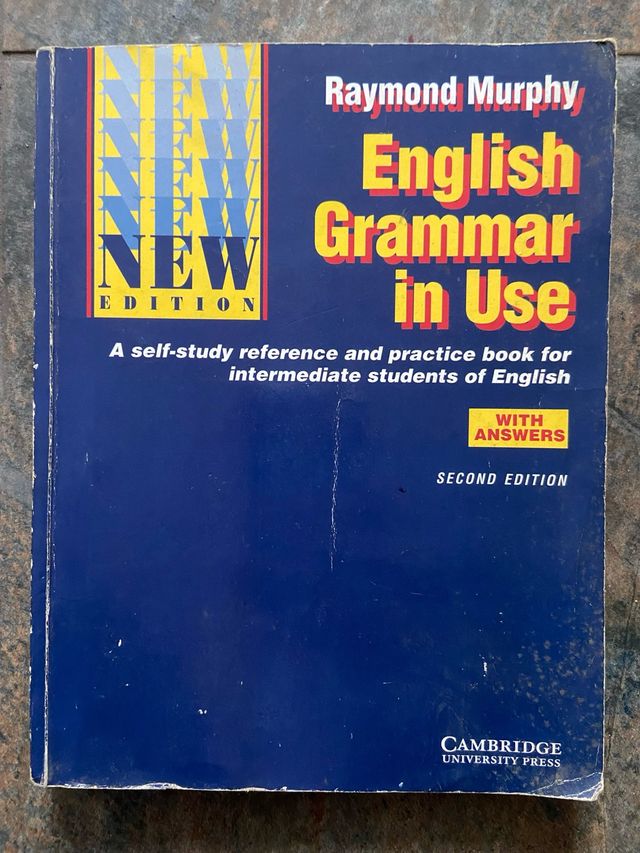 NEW
NEW
NEW
NEW
NEW
NEW
EDITION
Raymond Murphy
English
Grammar
in Use
A self-study reference and practice book for
intermediate students of English
WITH
ANSWERS
SECOND EDITION
CAMBRIDGE
UNIVERSITY PRESS